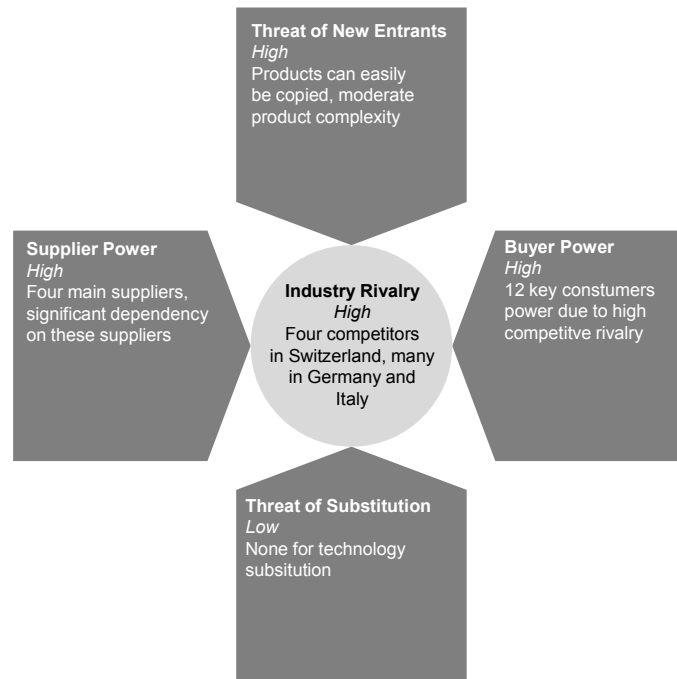 Threat of New Entrants
High
Products can easily
be copied, moderate
product complexity
Supplier Power
High
Four main suppliers,
significant dependency
on these suppliers
Industry Rivalry
High
Four competitors
in Switzerland, many
in Germany and
Italy
Buyer Power
High
12 key constumers
power due to high
competitve rivalry
Threat of Substitution
Low
None for technology
subsitution